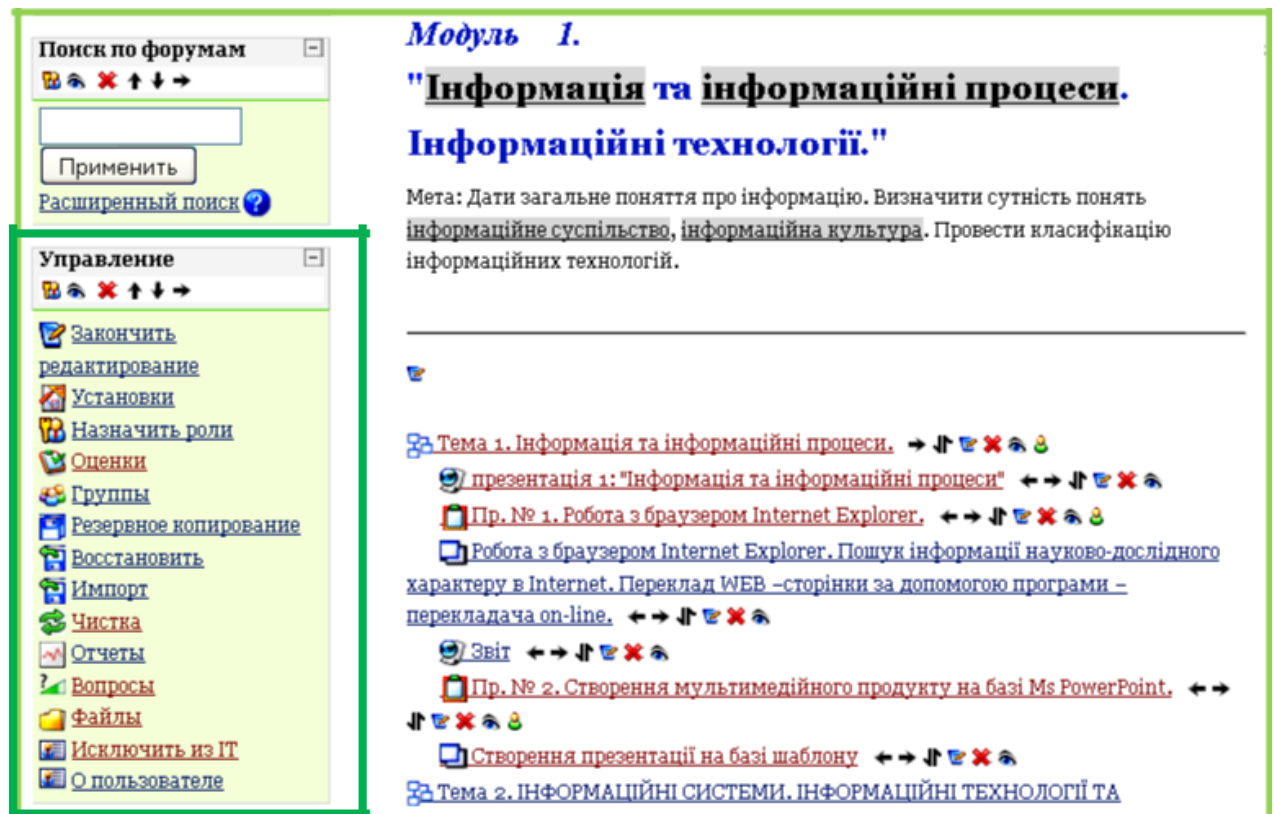 Поиск по форумам
Применить
Расширенный поиск
Управление
Закончить
редактирование
Установки
Назначить роли
Оценки
Группы
Резервное копирование
Восстановить
Импорт
Чистка
Отчеты
Вопросы
Файлы
Исключить из IT
О пользователе
Модуль 1.
"Інформація та інформаційні процеси.
Інформаційні технології."
Мета: Дати загальне поняття про інформацію. Визначити сутність понять
інформаційне суспільство, інформаційна культура. Провести класифікацію
інформаційних технологій.
Тема 1. Інформація та інформаційні процеси.
презентація 1: "Інформація та інформаційні процеси"
Пр. № 1. Робота з браузером Internet Explorer.
Робота з браузером Internet Explorer. Пошук інформації науково-дослідного
характеру в Internet. Переклад WEB –сторінки за допомогою програми –
перекладача on-line.
Звіт
Пр. № 2. Створення мультимедійного продукту на базі Ms PowerPoint.
Створення презентації на базі шаблону
Тема 2. ІНФОРМАЦІЙНІ СИСТЕМИ. ІНФОРМАЦІЙНІ ТЕХНОЛОГІЇ ТА